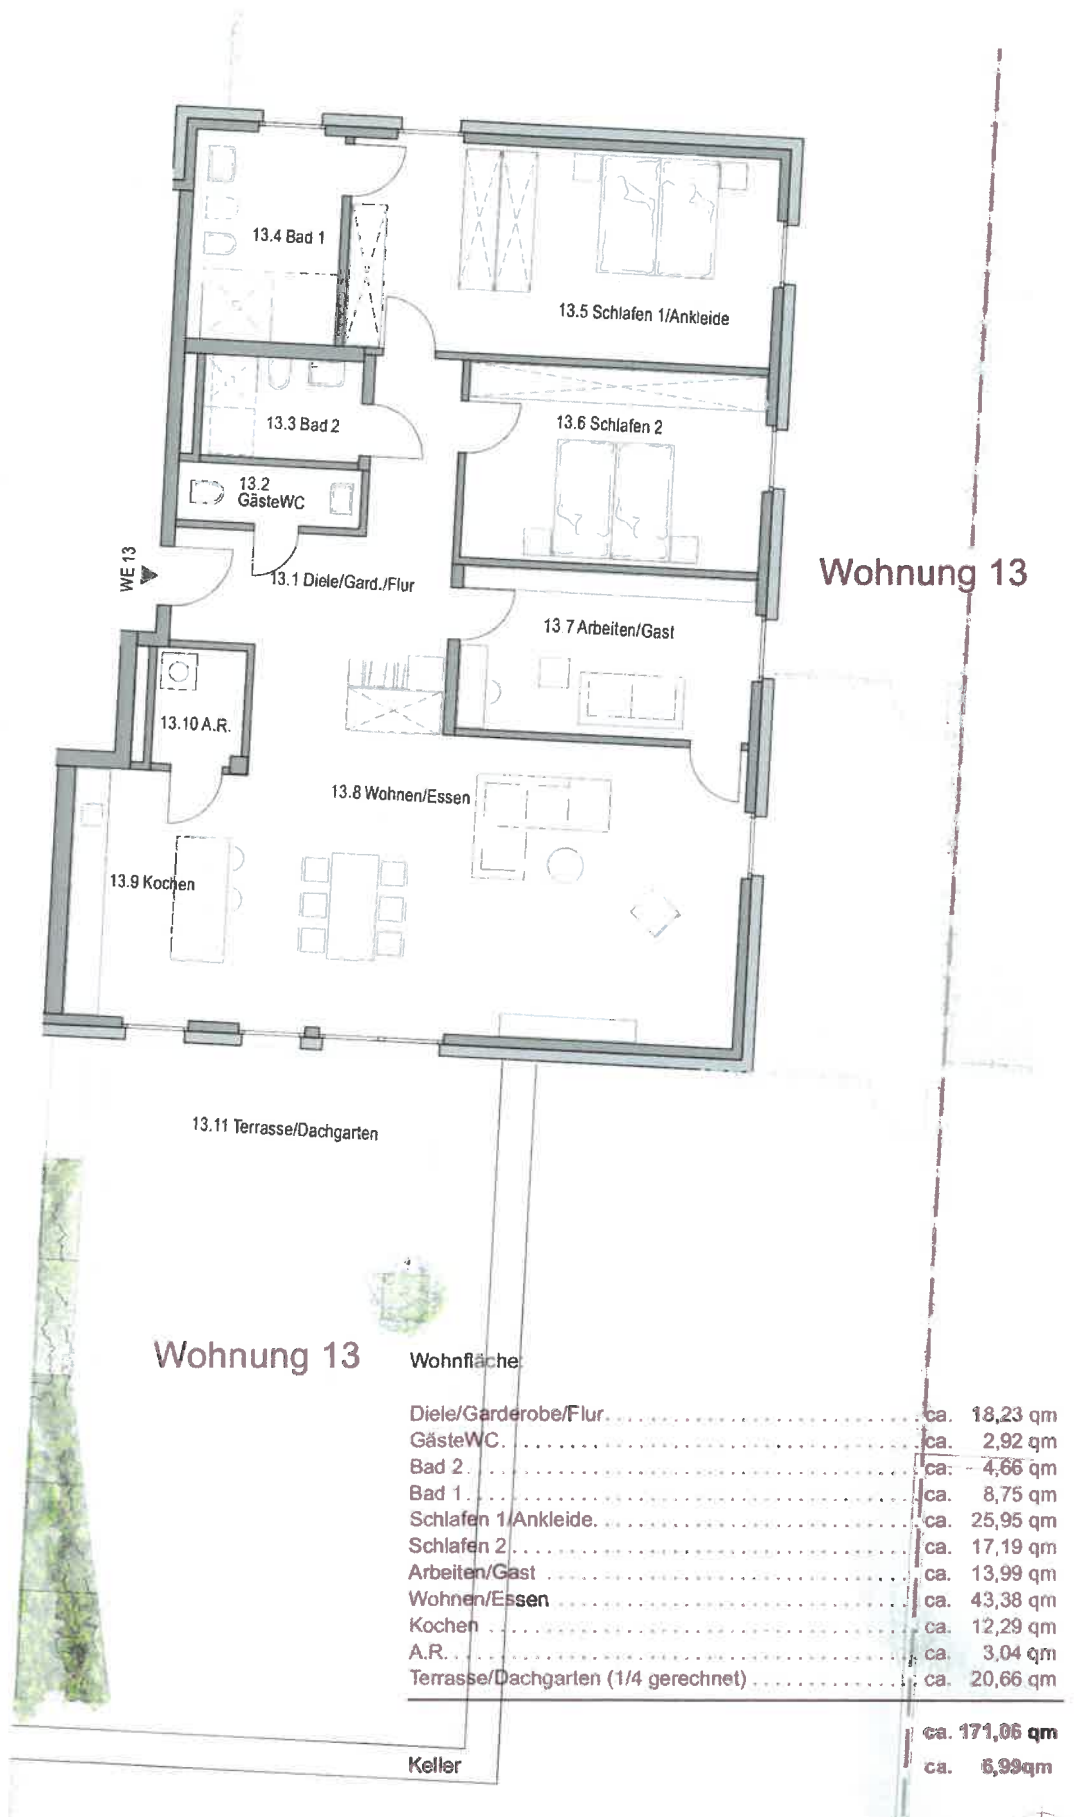 13.4 Bad 1
13.5 Schlafen 1/Ankleide
13.3 Bad 2
13.6 Schlafen 2
13.2
GästeWC
WE 13
13.1 Diele/Gard./Flur
Wohnung 13
13 7 Arbeiten/Gast
13.10 A.R.
13.8 Wohnen/Essen
13.9 Kochen
13.11 Terrasse/Dachgarten
Wohnung 13
Wohnfläche:
Diele/Garderobe/Flur ca. 18,23 qm
GästeWC ca. 2,92 qm
Bad 2 ca. 4,66 qm
Bad 1 ca. 8,75 qm
Schlafen 1/Ankleide ca. 25,95 qm
Schlafen 2 ca. 17,19 qm
Arbeiten/Gast ca. 13,99 qm
Wohnen/Essen ca. 43,38 qm
Kochen ca. 12,29 qm
A.R. ca. 3,04 qm
Terrasse/Dachgarten (1/4 gerechnet) ca. 20,66 qm
ca. 171,06 qm
Keller ca. 6,99qm